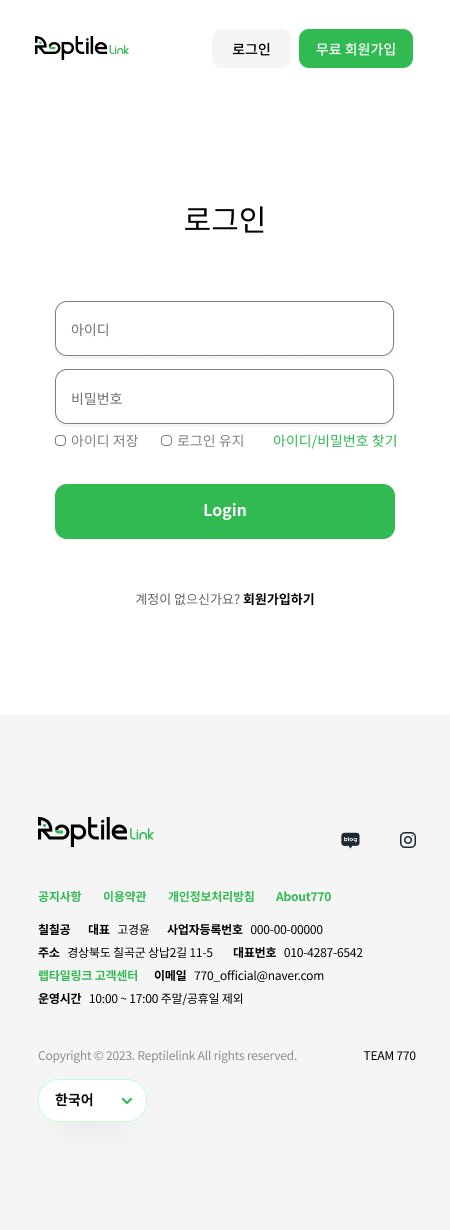 Reptile Link
로그인
무료 회원가입
로그인
아이디
비밀번호
아이디 저장 로그인 유지 아이디/비밀번호 찾기
Login
계정이 없으신가요? 회원가입하기
Reptile Link
blog
공지사항 이용약관 개인정보처리방침 About770
칠칠공 대표 고경윤 사업자등록번호 000-00-00000
주소 경상북도 칠곡군 상납2길 11-5 대표번호 010-4287-6542
렙타일링크 고객센터 이메일 770_official@naver.com
운영시간 10:00 ~ 17:00 주말/공휴일 제외
Copyright © 2023. Reptilelink All rights reserved. TEAM 770
한국어